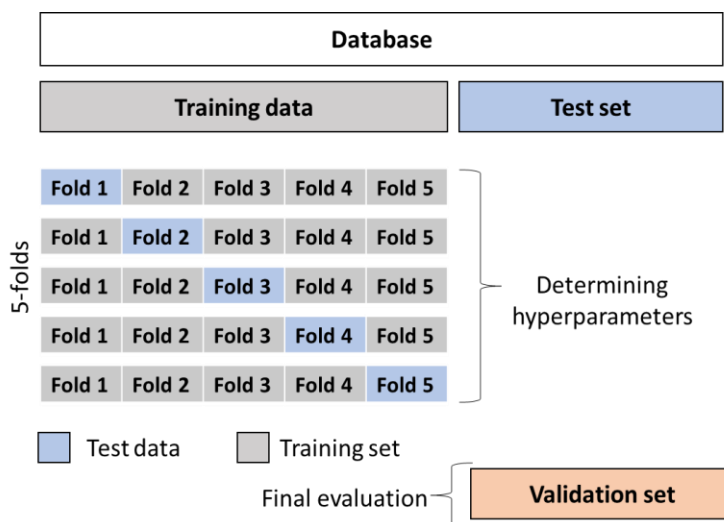 Database
Training data Test set
Fold 1 Fold 2 Fold 3 Fold 4 Fold 5
Fold 1 Fold 2 Fold 3 Fold 4 Fold 5
Fold 1 Fold 2 Fold 3 Fold 4 Fold 5
Fold 1 Fold 2 Fold 3 Fold 4 Fold 5
Fold 1 Fold 2 Fold 3 Fold 4 Fold 5
5-folds
Determining
hyperparameters
Test data Training set
Final evaluation Validation set